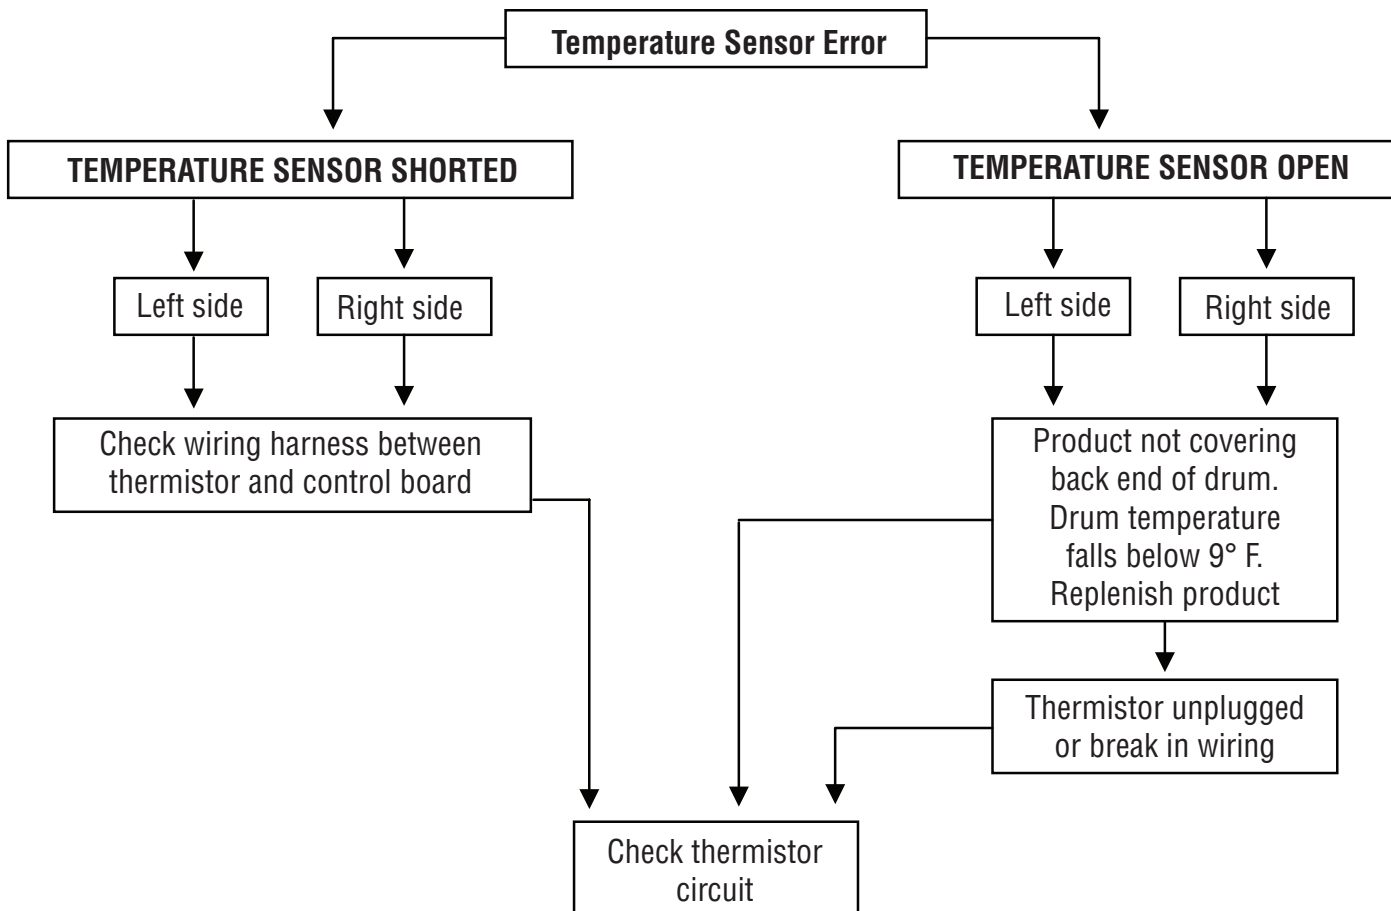 Temperature Sensor Error
TEMPERATURE SENSOR SHORTED
TEMPERATURE SENSOR OPEN
Left side
Right side
Left side
Right side
Check wiring harness between
thermistor and control board
Product not covering
back end of drum.
Drum temperature
falls below 9° F.
Replenish product
Thermistor unplugged
or break in wiring
Check thermistor
circuit